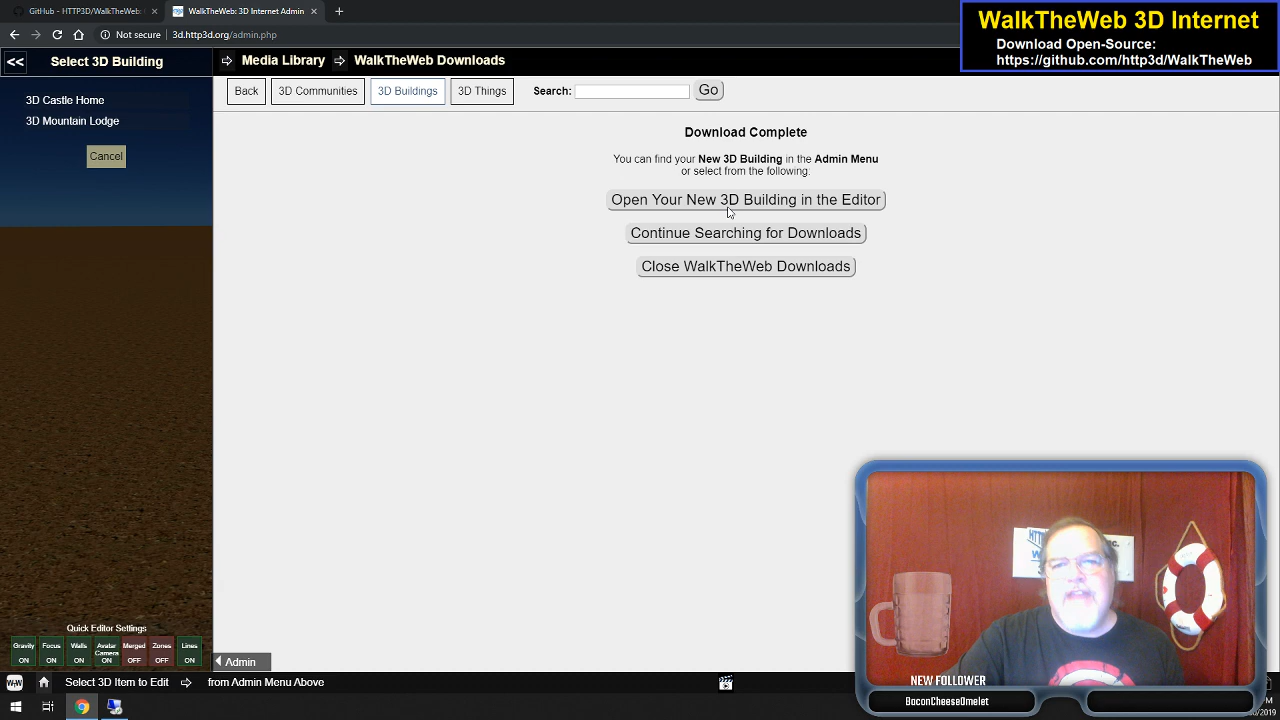 GitHub - HTTP3D/WalkTheWeb:
WalkTheWeb: 3D Internet Admin
Not secure | 3d.http3d.org/admin.php
WalkTheWeb 3D Internet
Download Open-Source:
https://github.com/http3d/WalkTheWeb
<< Select 3D Building
Media Library WalkTheWeb Downloads
Back 3D Communities 3D Buildings 3D Things Search: Go
3D Castle Home
3D Mountain Lodge
Cancel
Download Complete
You can find your New 3D Building in the Admin Menu
or select from the following:
Open Your New 3D Building in the Editor
Continue Searching for Downloads
Close WalkTheWeb Downloads
Quick Editor Settings
Gravity ON
Focus ON
Walls ON
Avatar Camera ON
Merged OFF
Zones OFF
Lines ON
Admin
Select 3D Item to Edit from Admin Menu Above
NEW FOLLOWER
BaconCheeseOmelet